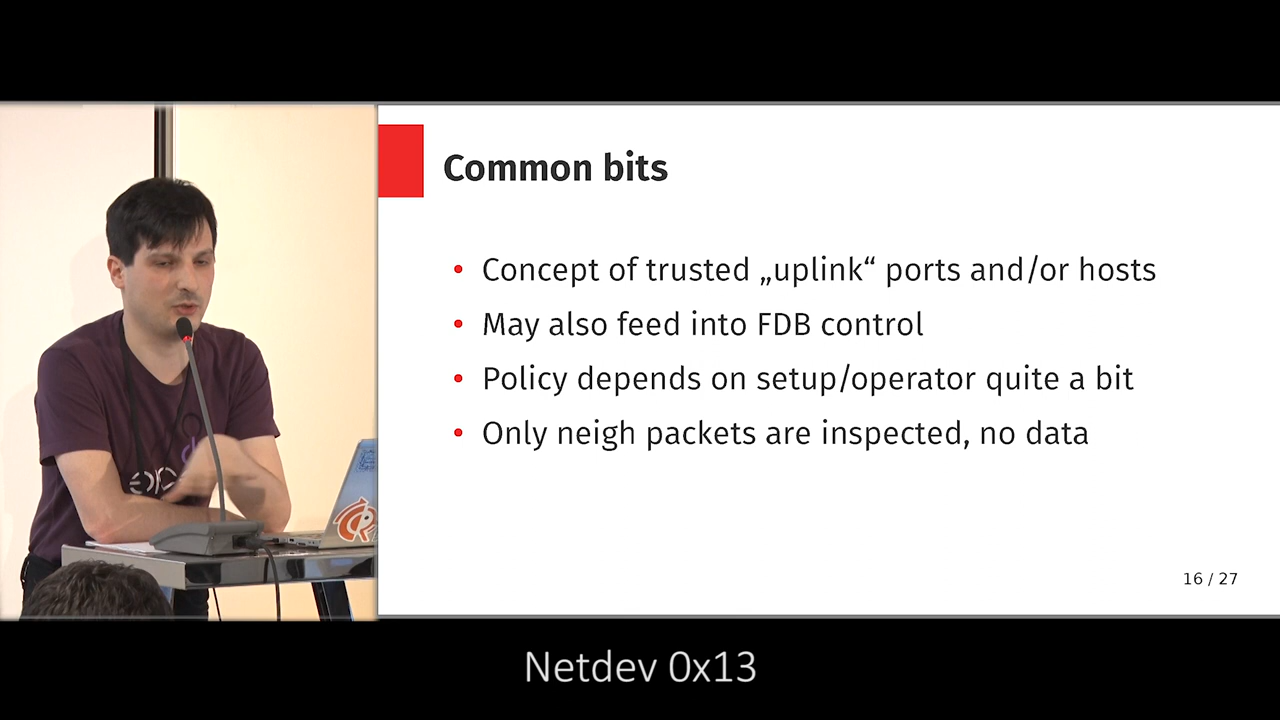 Common bits
• Concept of trusted „uplink“ ports and/or hosts
• May also feed into FDB control
• Policy depends on setup/operator quite a bit
• Only neigh packets are inspected, no data
16 / 27
Netdev 0x13